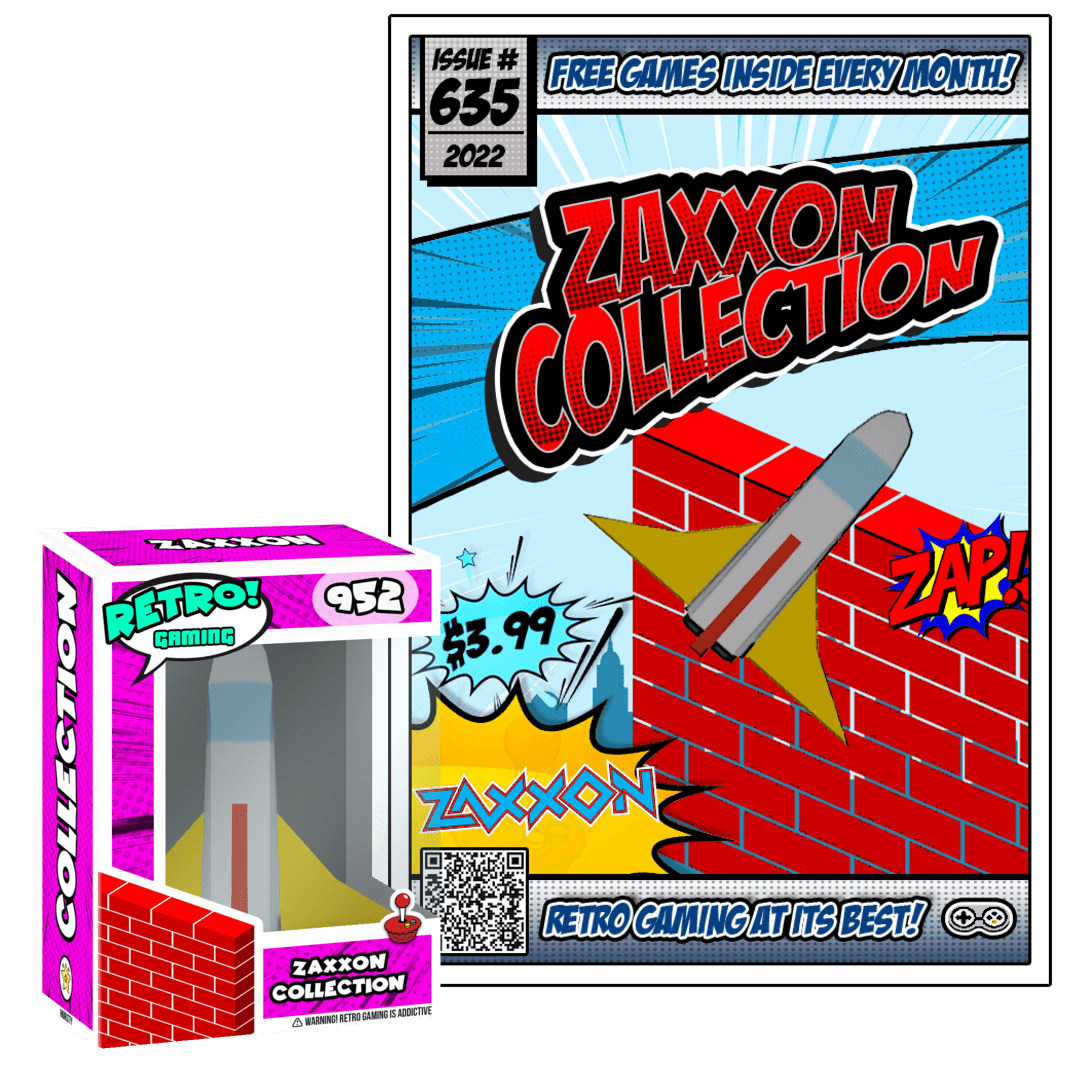 ISSUE #
635
2022
FREE GAMES INSIDE EVERY MONTH!
ZAXXON
COLLECTION
ZAP!
$3.99
ZAXXON
RETRO GAMING AT ITS BEST!
ZAXXON
RETRO!
GAMING
952
COLLECTION
ZAXXON
COLLECTION
WARNING! RETRO GAMING IS ADDICTIVE